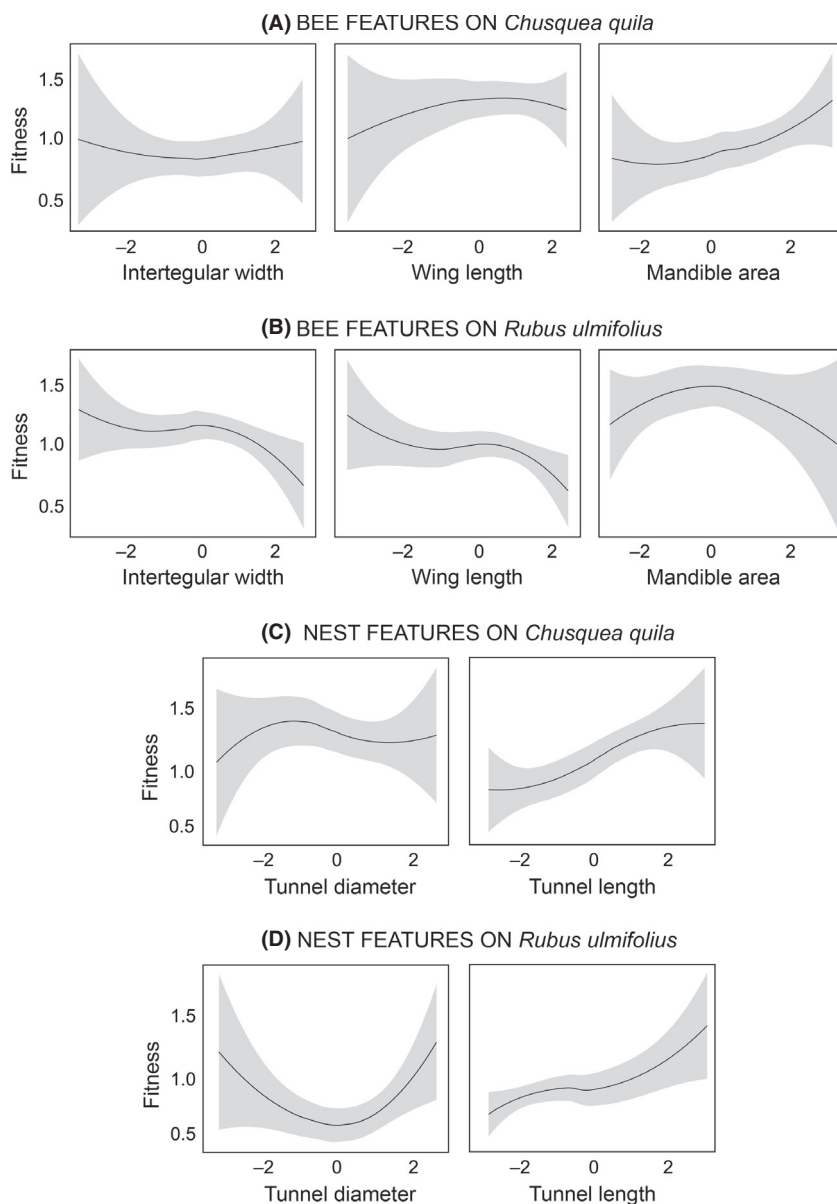 (A) BEE FEATURES ON Chusquea quila
Fitness
1.5
1.0
0.5
−2 0 2
Intertegular width
−2 0 2
Wing length
−2 0 2
Mandible area
(B) BEE FEATURES ON Rubus ulmifolius
Fitness
1.5
1.0
0.5
−2 0 2
Intertegular width
−2 0 2
Wing length
−2 0 2
Mandible area
(C) NEST FEATURES ON Chusquea quila
Fitness
1.5
1.0
0.5
−2 0 2
Tunnel diameter
−2 0 2
Tunnel length
(D) NEST FEATURES ON Rubus ulmifolius
Fitness
1.5
1.0
0.5
−2 0 2
Tunnel diameter
−2 0 2
Tunnel length